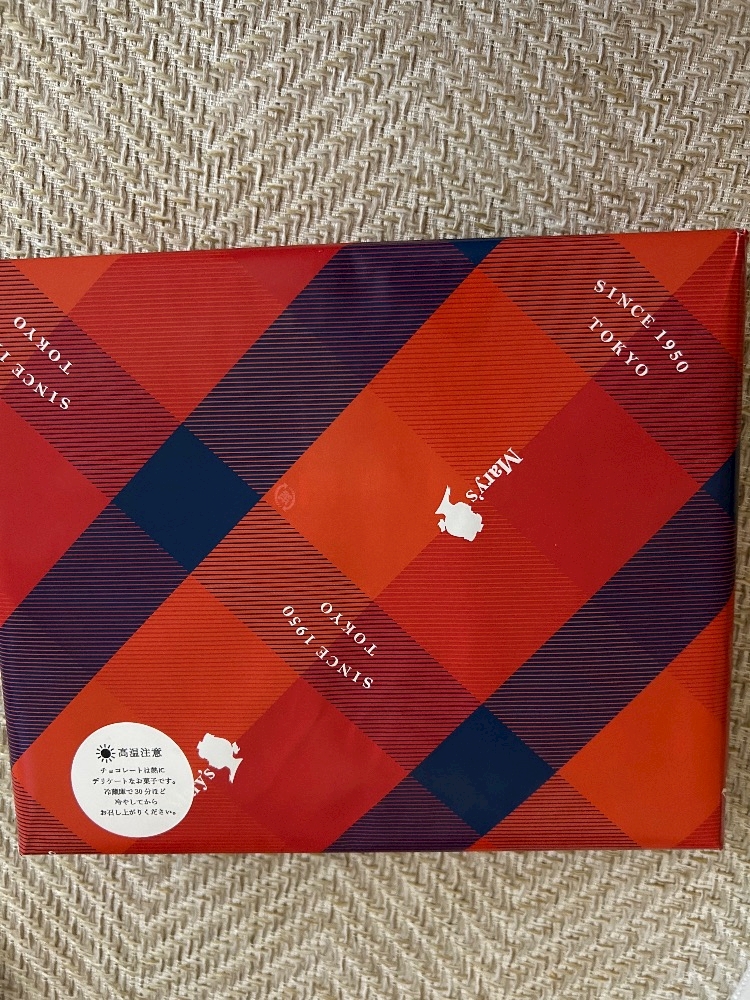 SINCE 1950
TOKYO
SINCE 1
TOKYO
Mary's
SINCE 1950
TOKYO
y's
高温注意
チョコレートは熱に
デリケートなお菓子です。
冷蔵庫で30分ほど
冷やしてから
お召し上がりください。